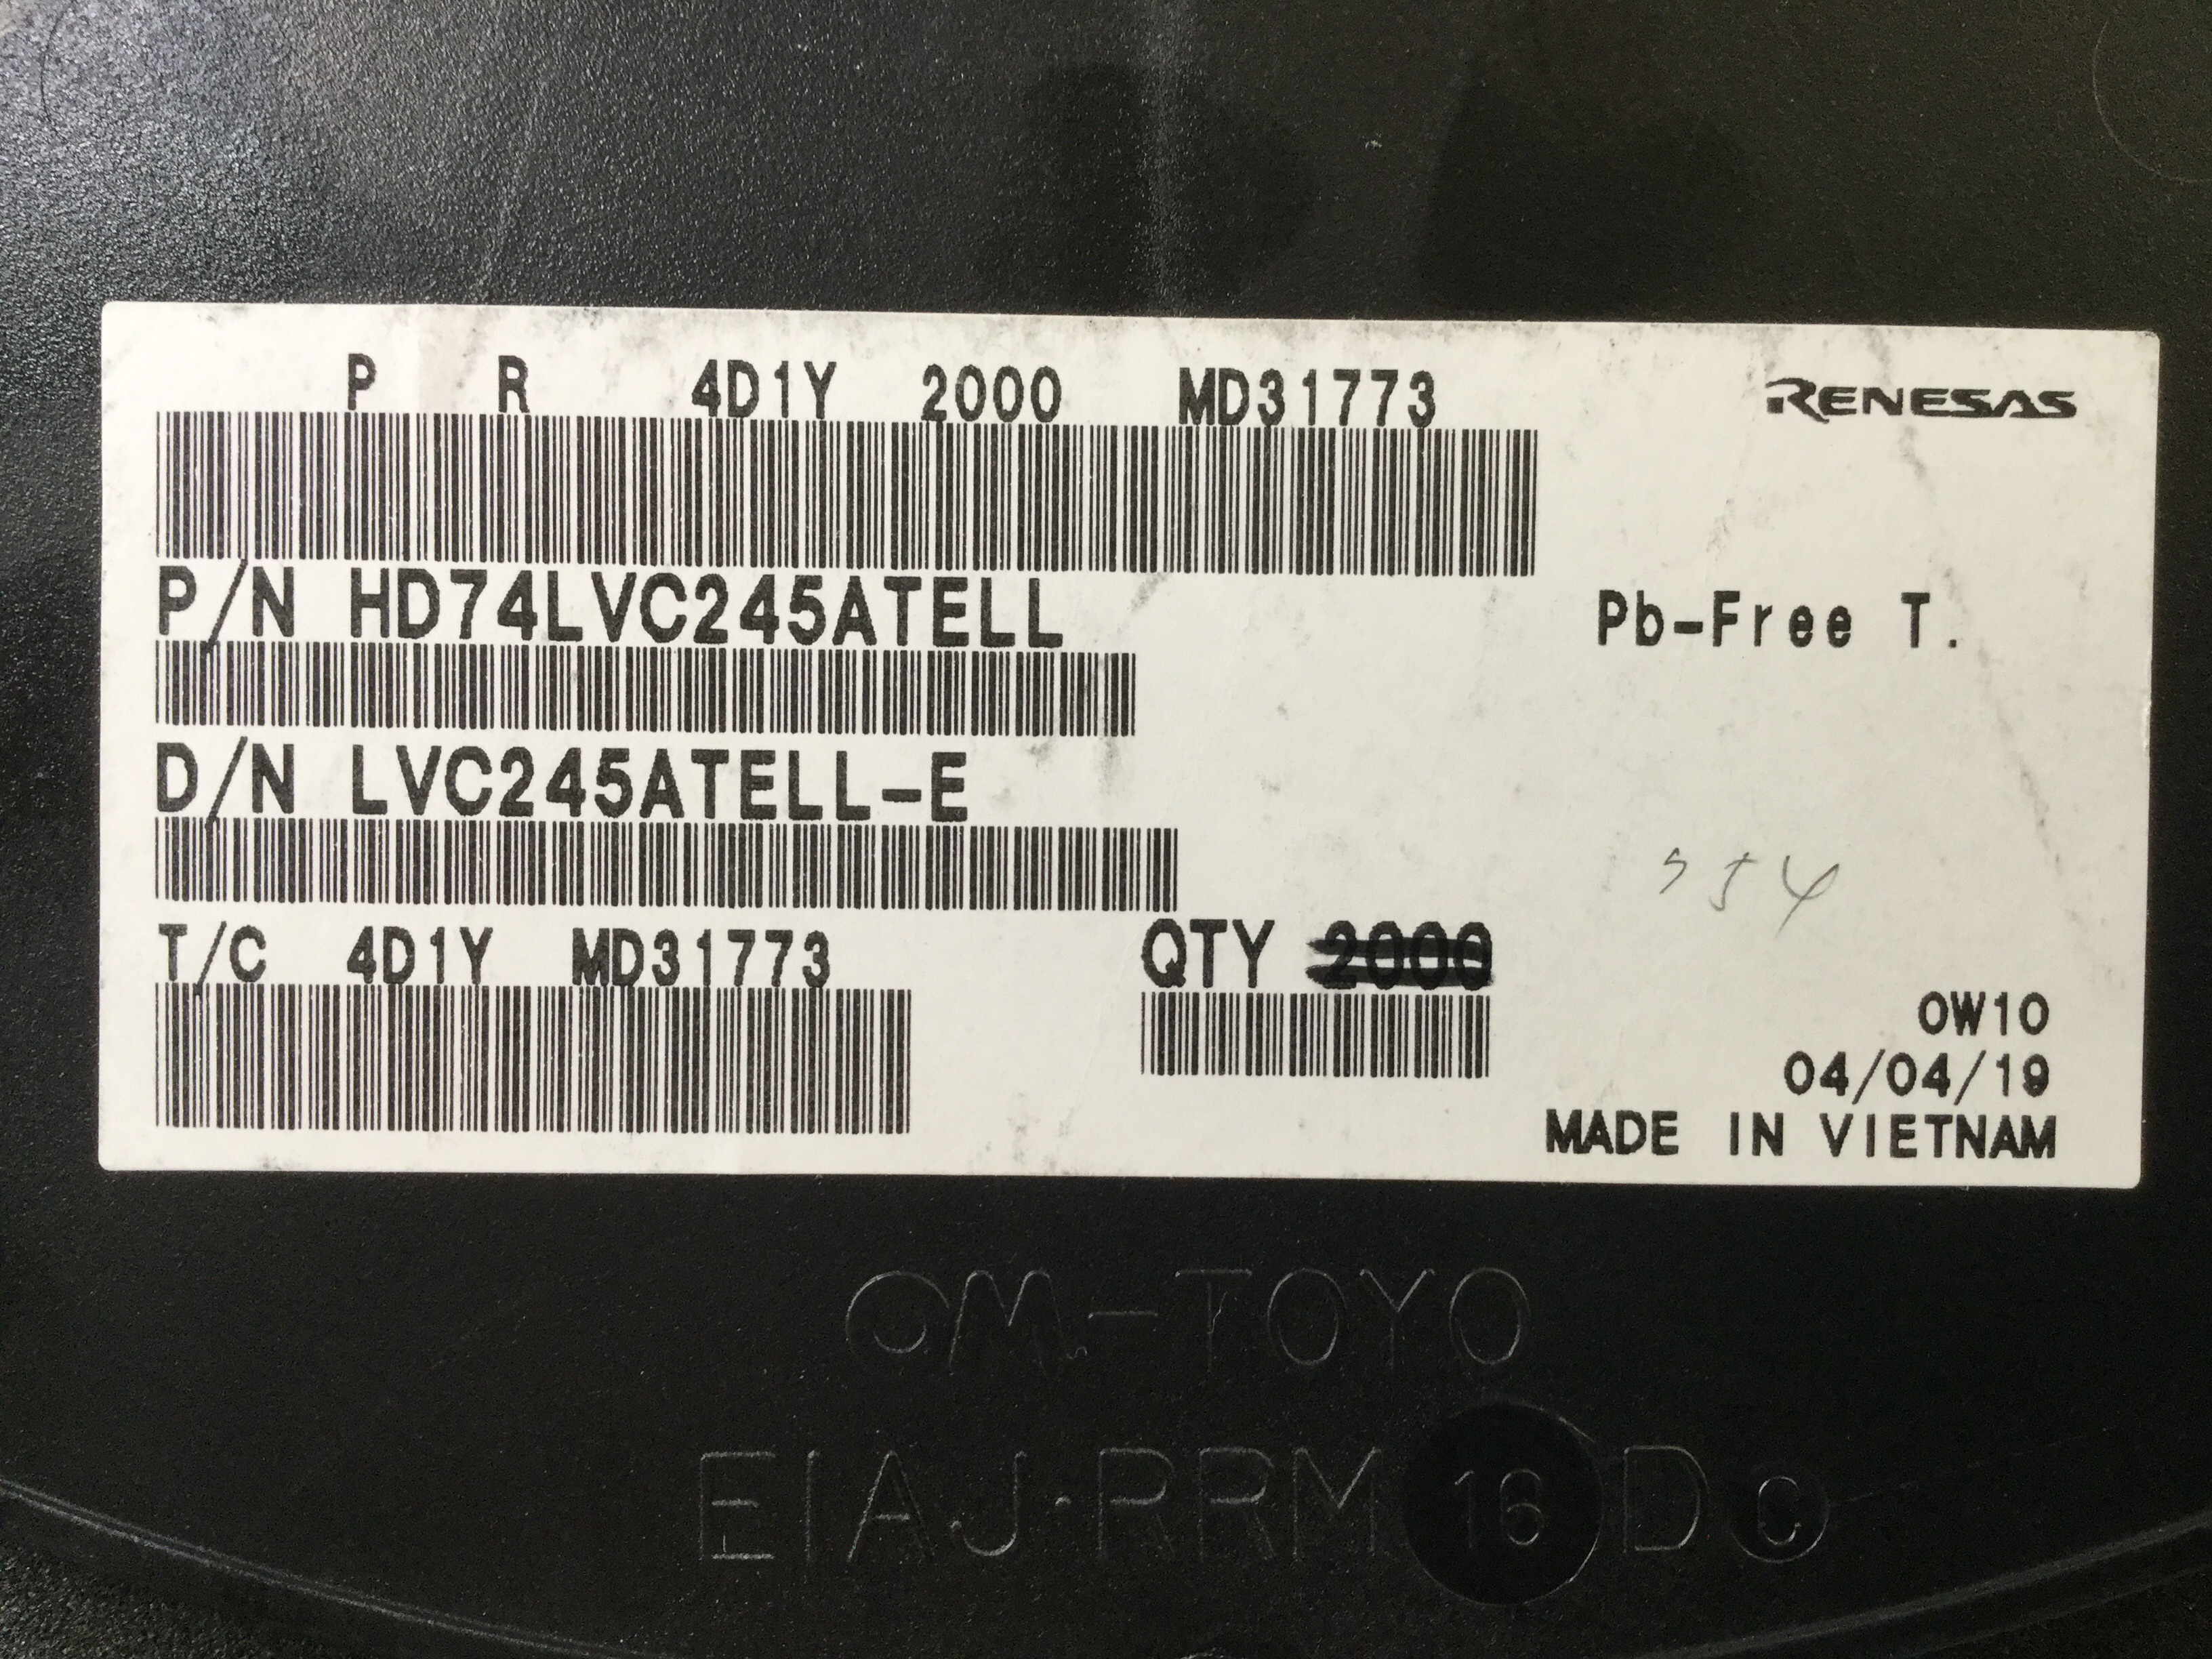 P R 4D1Y 2000 MD31773
RENESAS
P/N HD74LVC245ATELL
Pb-Free T.
D/N LVC245ATELL-E
T/C 4D1Y MD31773
QTY 2000
0W10
04/04/19
MADE IN VIETNAM
OM-TOYO
EIAJ·RRM 16 D C